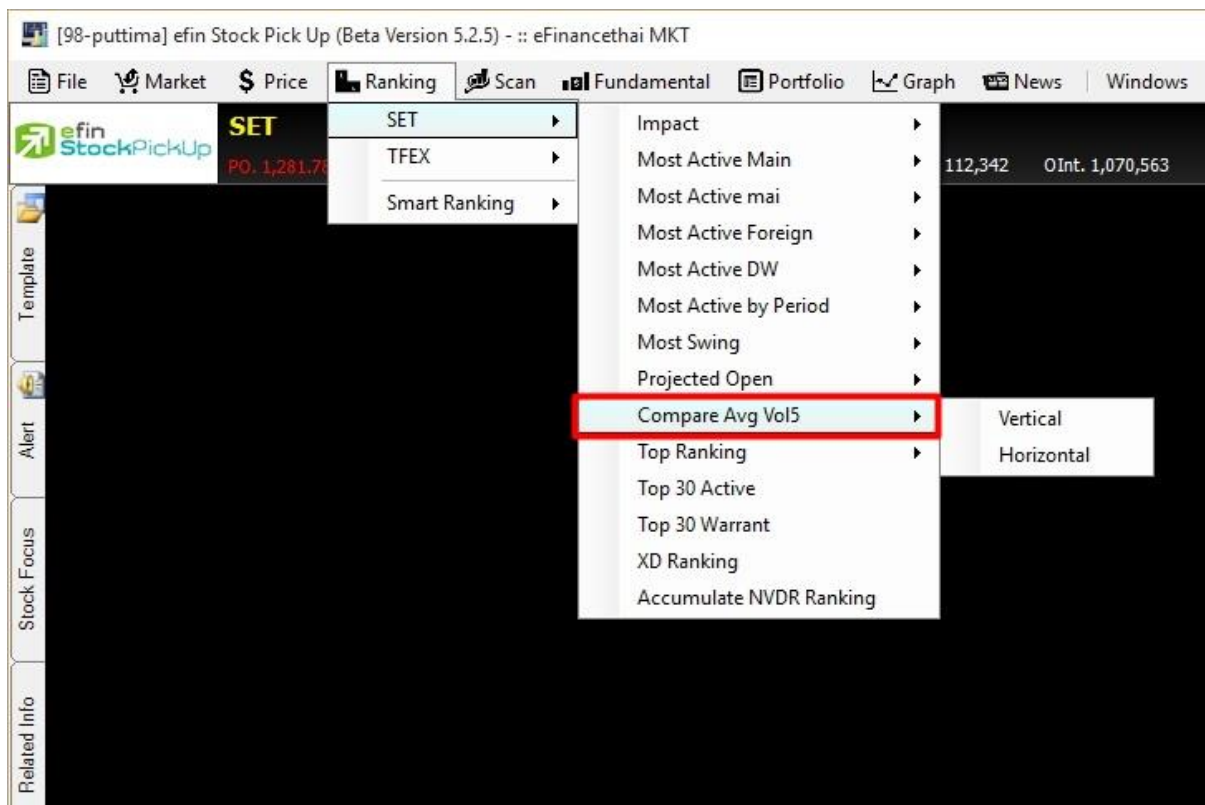 [98-puttima] efin Stock Pick Up (Beta Version 5.2.5) - :: eFinancethai MKT
File Market Price Ranking Scan Fundamental Portfolio Graph News Windows
efin
StockPickUp
SET
PO. 1,281.78
112,342 OInt. 1,070,563
SET
TFEX
Smart Ranking
Impact
Most Active Main
Most Active mai
Most Active Foreign
Most Active DW
Most Active by Period
Most Swing
Projected Open
Compare Avg Vol5
Top Ranking
Top 30 Active
Top 30 Warrant
XD Ranking
Accumulate NVDR Ranking
Vertical
Horizontal
Template
Alert
Stock Focus
Related Info